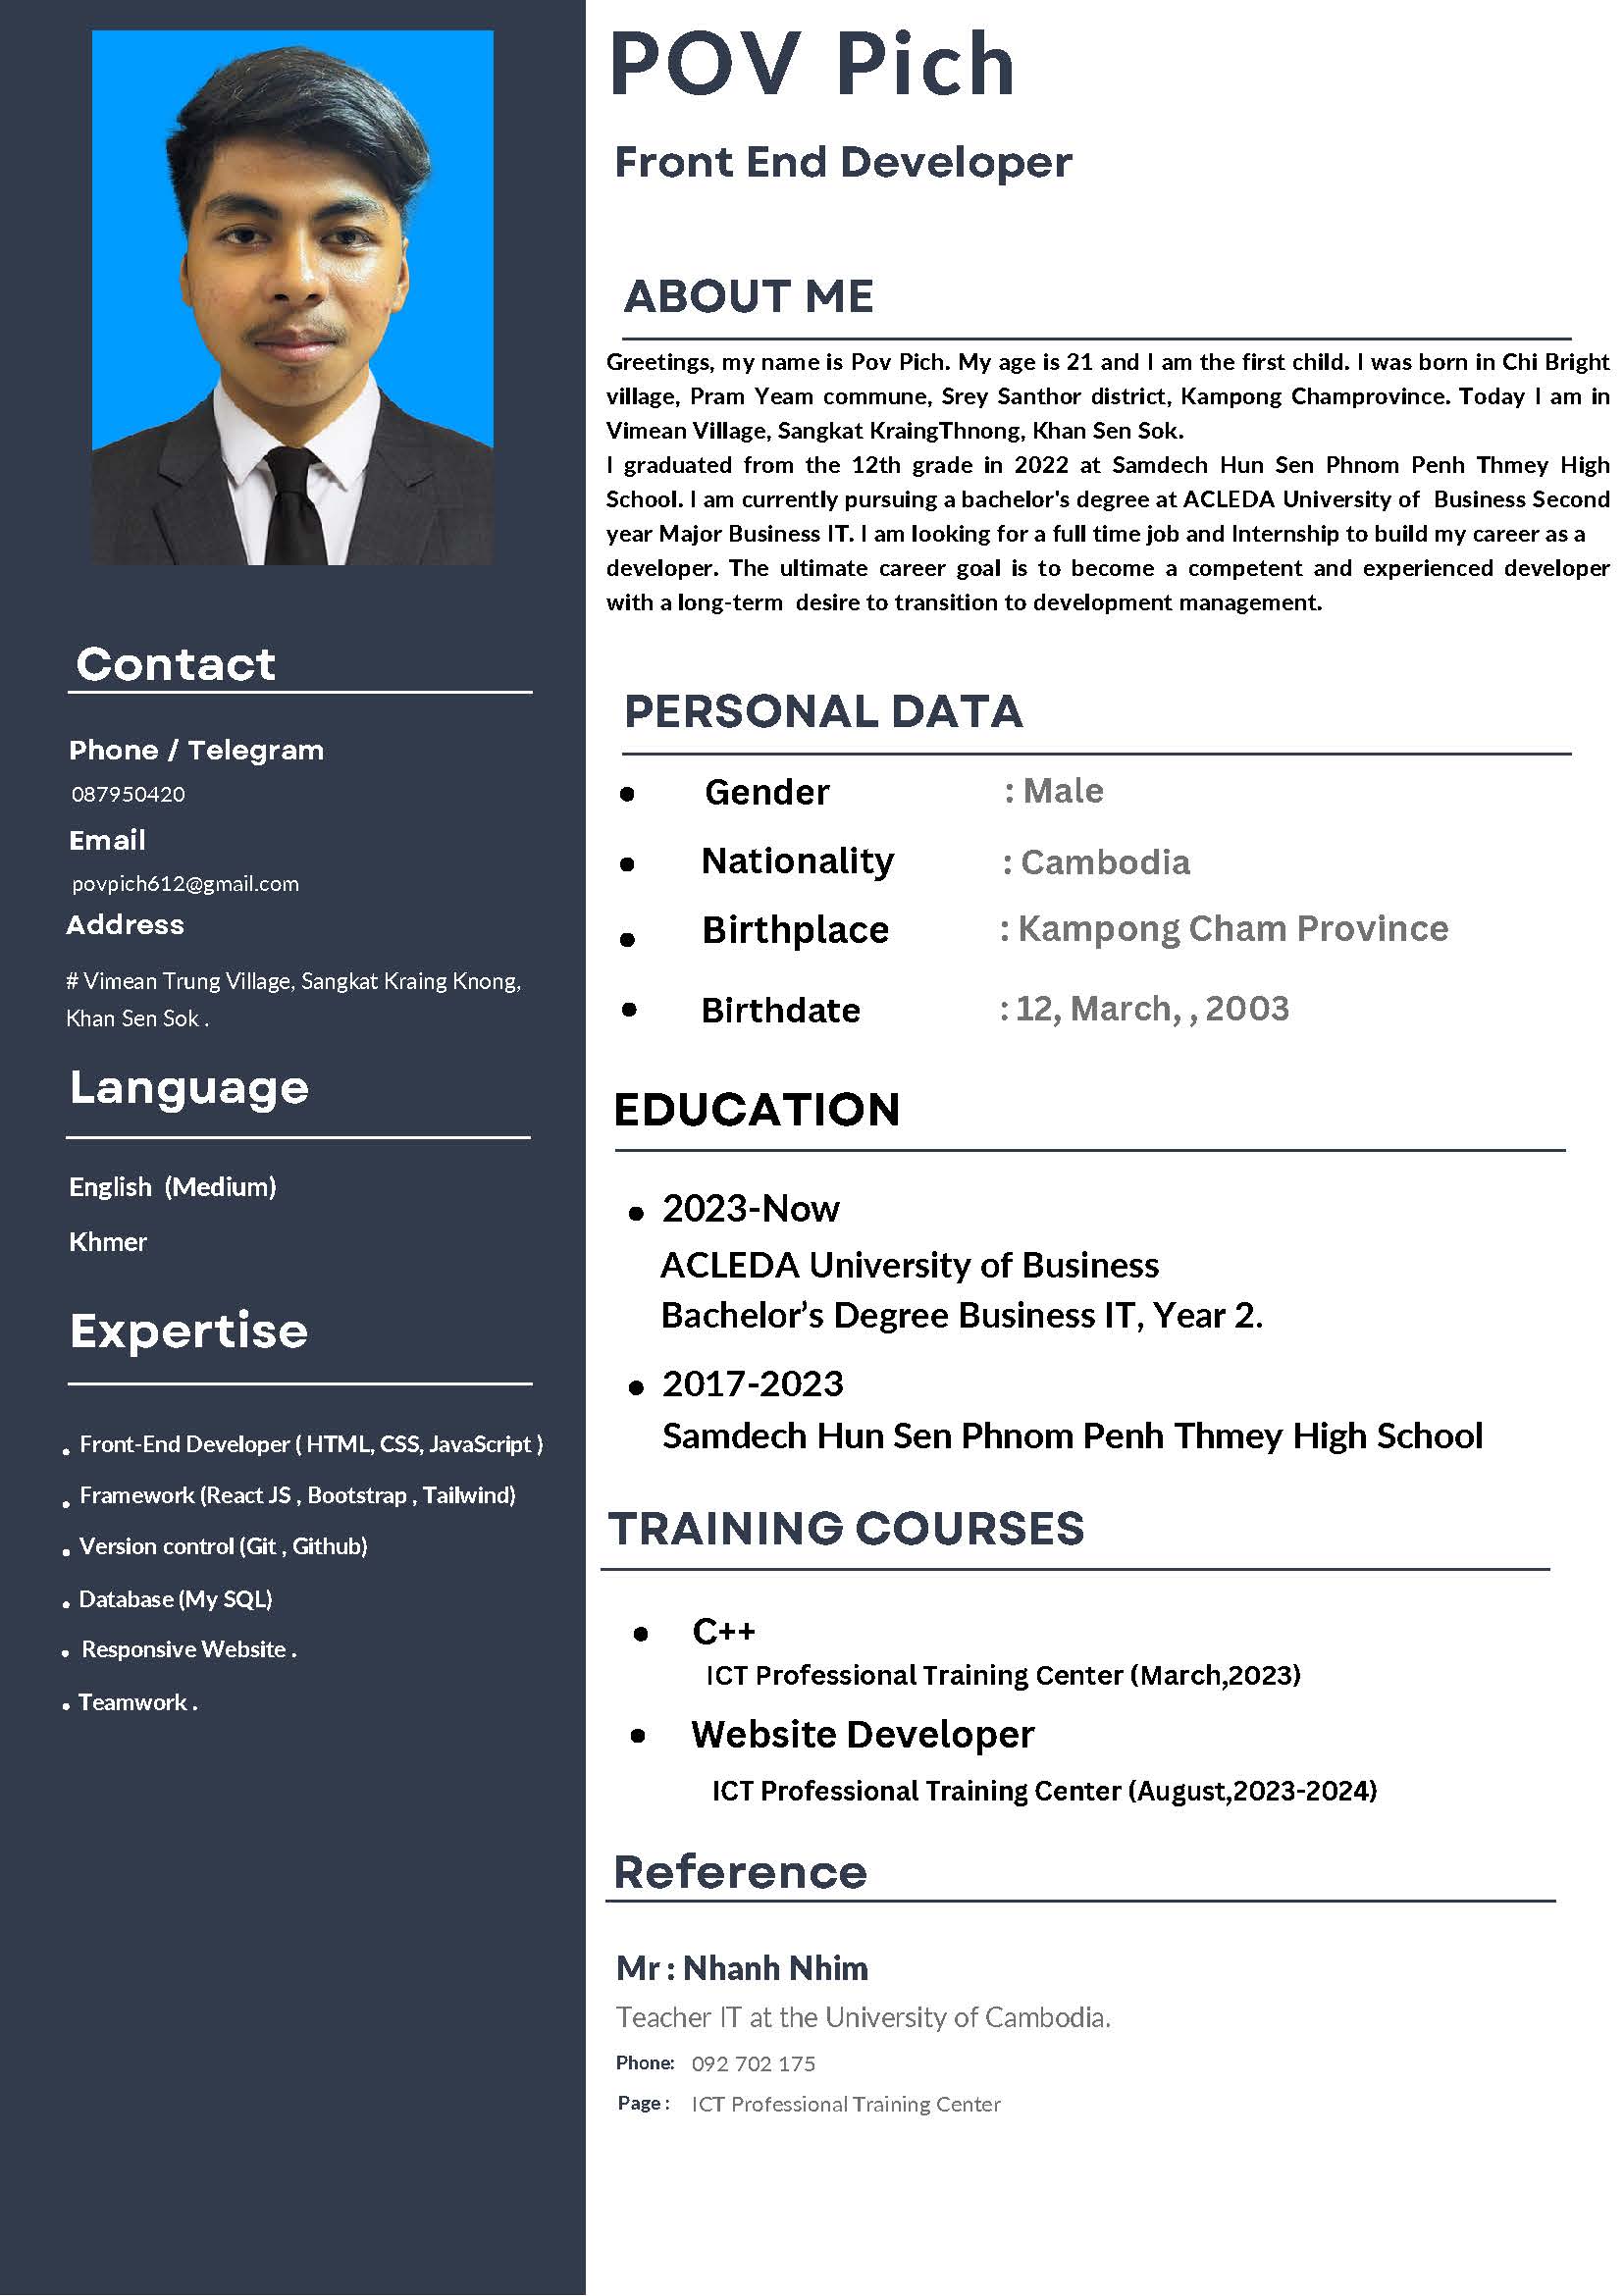 POV Pich
Front End Developer
ABOUT ME
Greetings, my name is Pov Pich. My age is 21 and I am the first child. I was born in Chi Bright
village, Pram Yeam commune, Srey Santhor district, Kampong Champrovince. Today I am in
Vimean Village, Sangkat KraingThnong, Khan Sen Sok.
I graduated from the 12th grade in 2022 at Samdech Hun Sen Phnom Penh Thmey High
School. I am currently pursuing a bachelor's degree at ACLEDA University of Business Second
year Major Business IT. I am looking for a full time job and Internship to build my career as a
developer. The ultimate career goal is to become a competent and experienced developer
with a long-term desire to transition to development management.
Contact
Phone / Telegram
087950420
Email
povpich612@gmail.com
Address
# Vimean Trung Village, Sangkat Kraing Knong,
Khan Sen Sok .
Language
English (Medium)
Khmer
Expertise
• Front-End Developer ( HTML, CSS, JavaScript )
• Framework (React JS , Bootstrap , Tailwind)
• Version control (Git , Github)
• Database (My SQL)
• Responsive Website .
• Teamwork .
PERSONAL DATA
• Gender : Male
• Nationality : Cambodia
• Birthplace : Kampong Cham Province
• Birthdate : 12, March, , 2003
EDUCATION
• 2023-Now
ACLEDA University of Business
Bachelor’s Degree Business IT, Year 2.
• 2017-2023
Samdech Hun Sen Phnom Penh Thmey High School
TRAINING COURSES
• C++
ICT Professional Training Center (March,2023)
• Website Developer
ICT Professional Training Center (August,2023-2024)
Reference
Mr : Nhanh Nhim
Teacher IT at the University of Cambodia.
Phone: 092 702 175
Page : ICT Professional Training Center